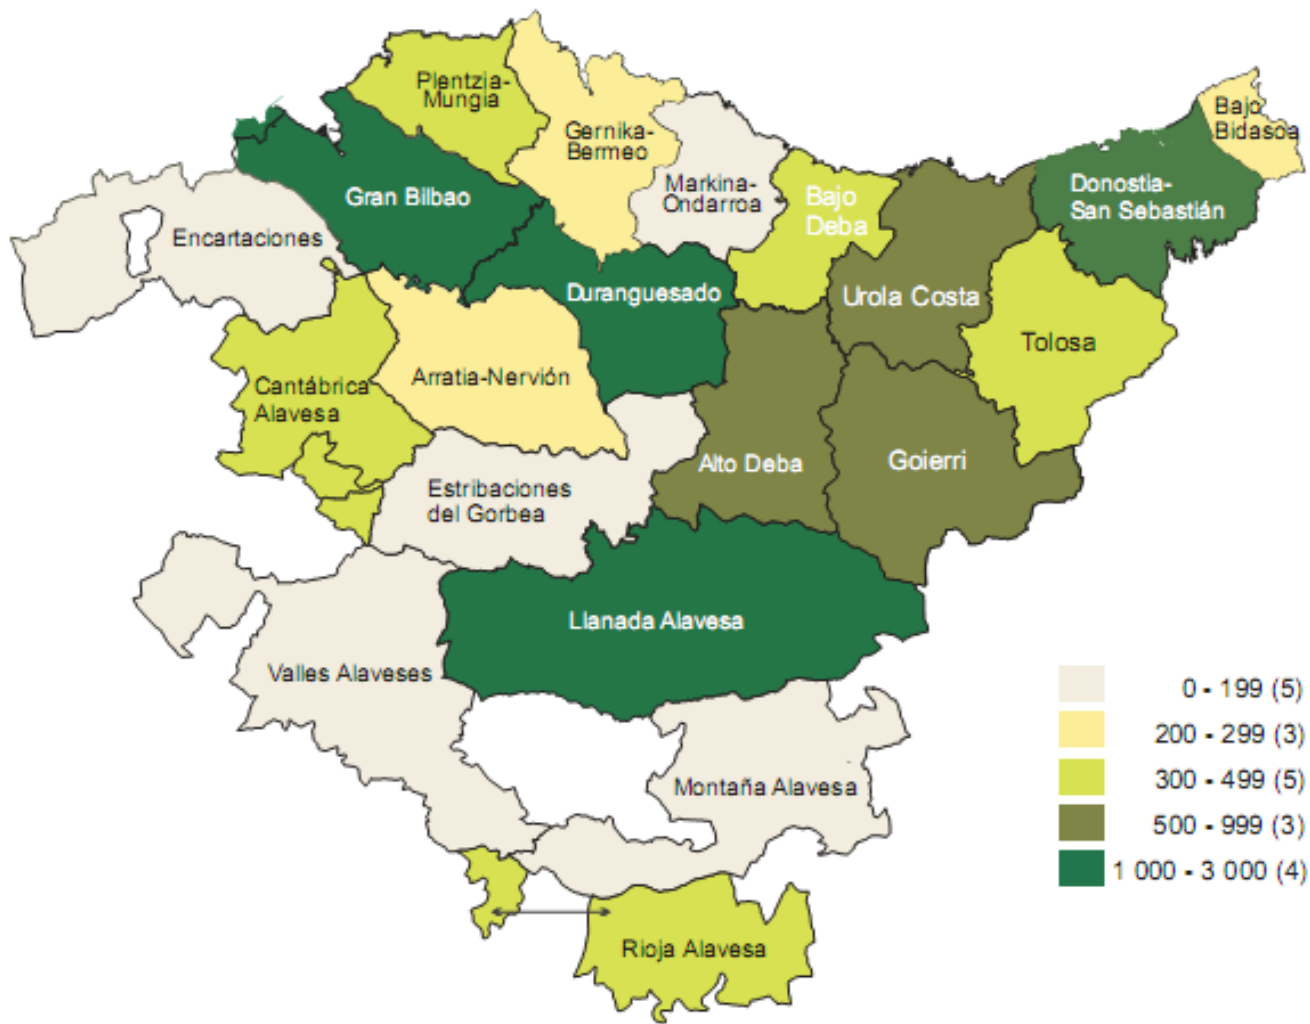 Plentzia-
Mungia
Gernika-
Bermeo
Bajo
Bidasoa
Gran Bilbao
Markina-
Ondarroa
Bajo
Deba
Donostia-
San Sebastián
Encartaciones
Duranguesado
Urola Costa
Tolosa
Cantábrica
Alavesa
Arratia-Nervión
Alto Deba
Goierri
Estribaciones
del Gorbea
Llanada Alavesa
Valles Alaveses
Montaña Alavesa
Rioja Alavesa
0 - 199 (5)
200 - 299 (3)
300 - 499 (5)
500 - 999 (3)
1 000 - 3 000 (4)